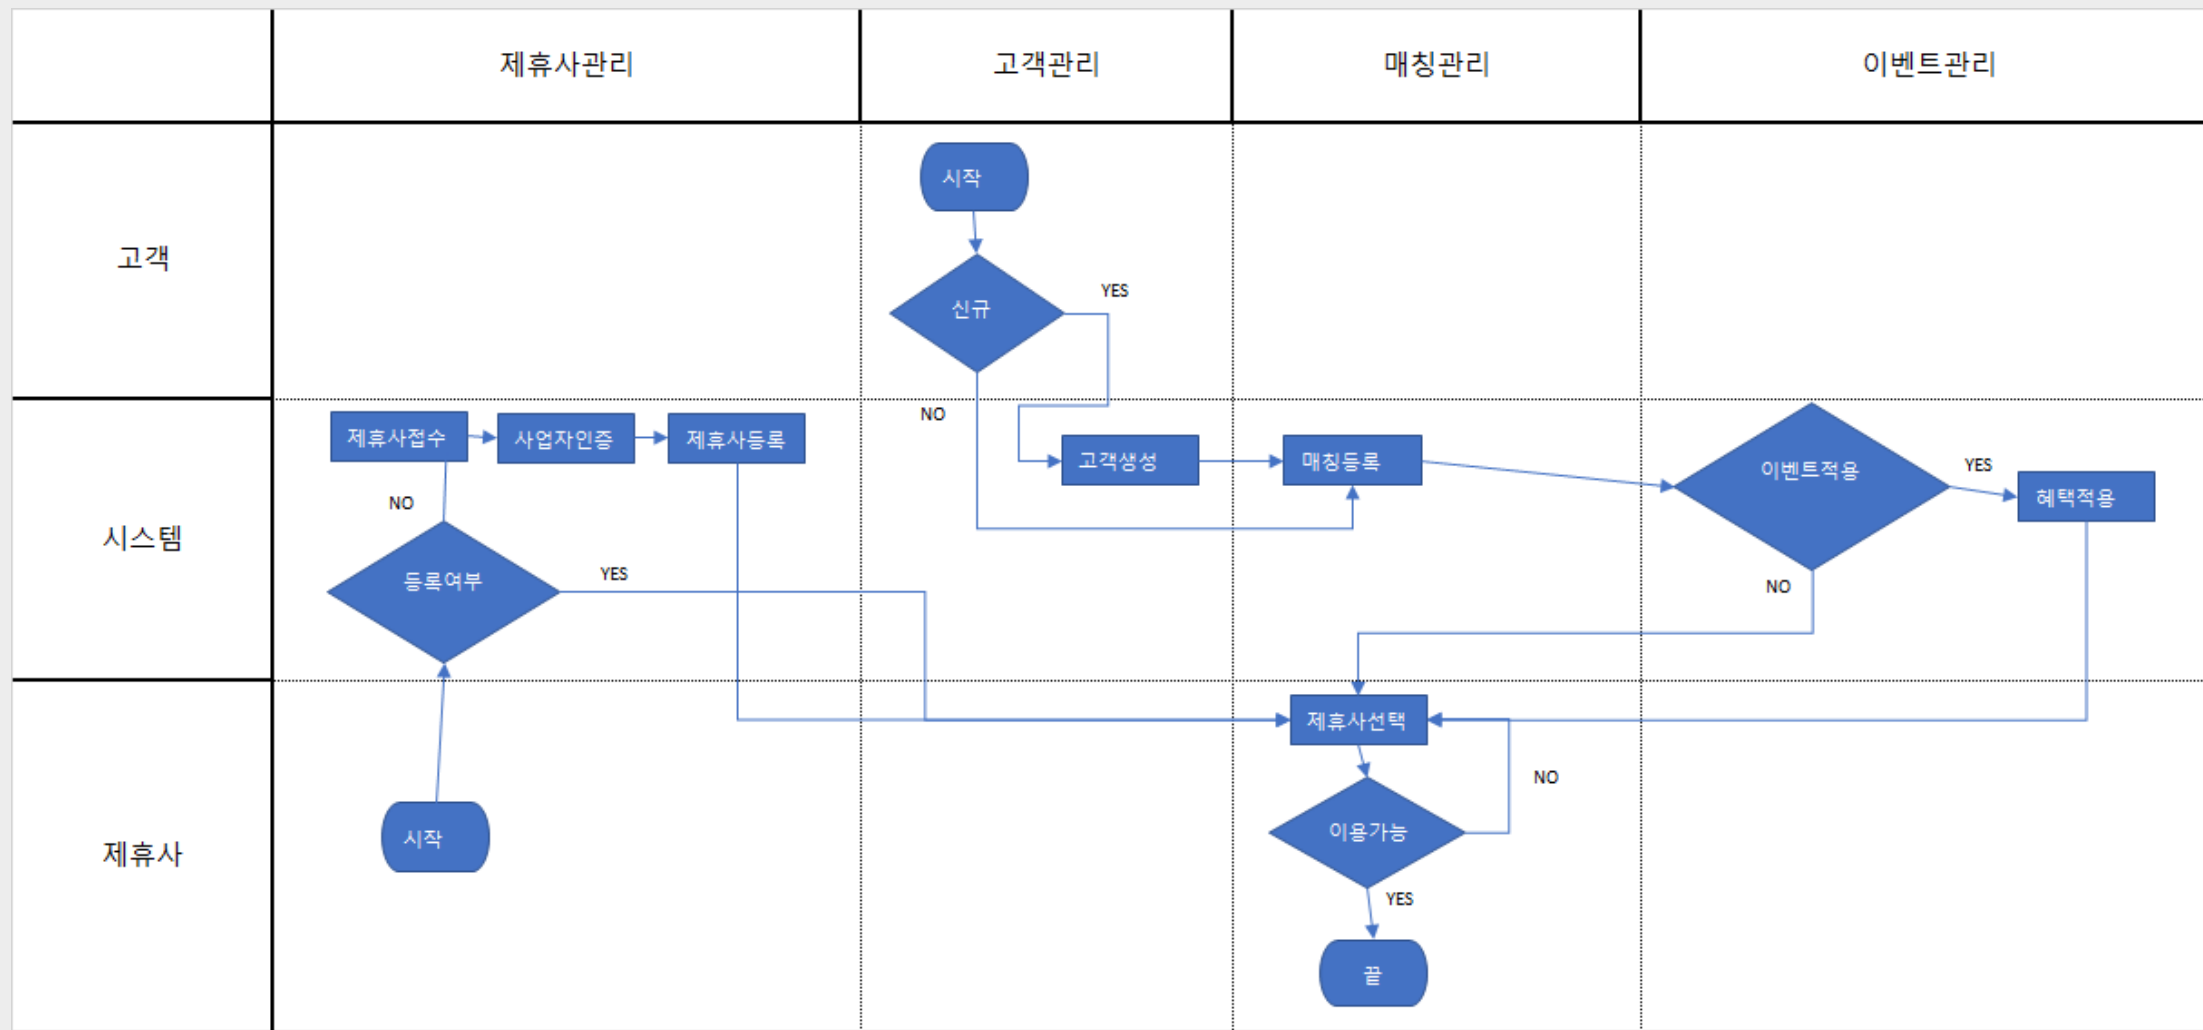 제휴사관리
고객관리
매칭관리
이벤트관리
고객
시작
신규
YES
NO
시스템
제휴사접수
사업자인증
제휴사등록
고객생성
매칭등록
이벤트적용
YES
혜택적용
NO
NO
등록여부
YES
제휴사
제휴사선택
NO
시작
이용가능
YES
끝